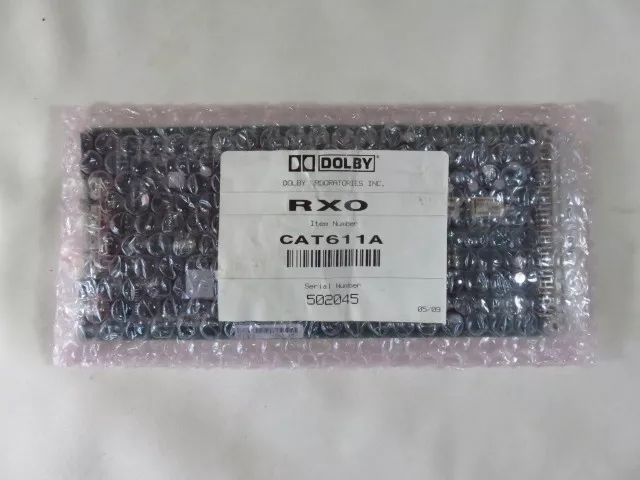 DOLBY
DOLBY LABORATORIES INC.
RXO
Item Number
CAT611A
Serial Number
502045
05/09